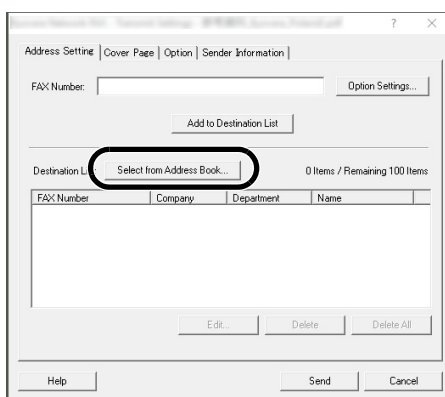 Address Setting Cover Page Option Sender Information
FAX Number: Option Settings...
Add to Destination List
Destination Li Select from Address Book... 0 Items / Remaining 100 Items
FAX Number Company Department Name
Edit... Delete Delete All
Help Send Cancel